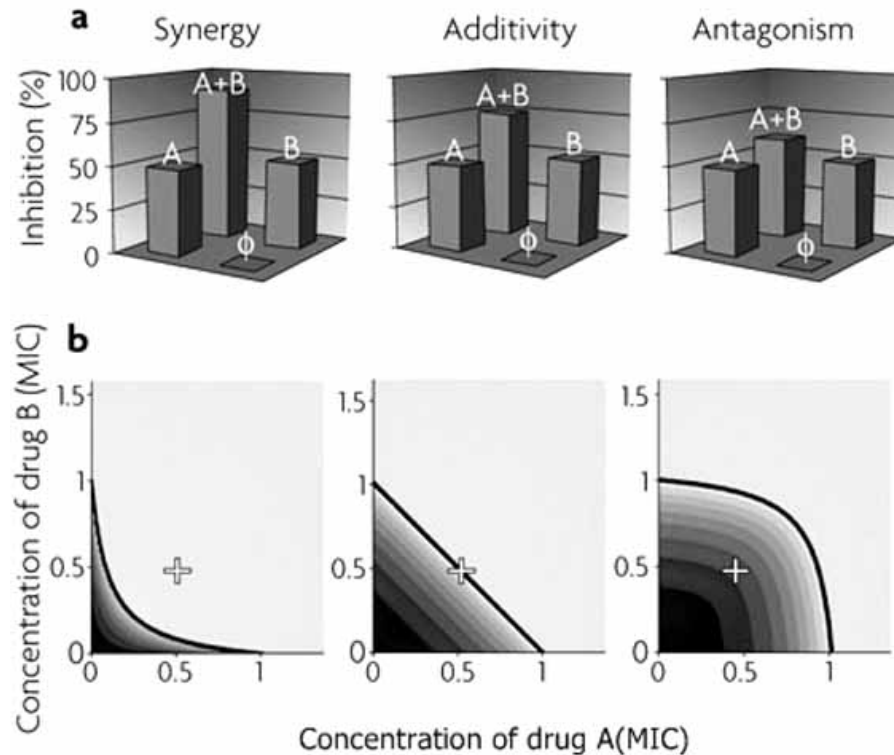 a
Synergy Additivity Antagonism
Inhibition (%)
100
75
50
25
0
A A+B B ϕ
A A+B B ϕ
A A+B B ϕ
b
Concentration of drug B (MIC)
1.5 1.5 1.5
1 1 1
0.5 0.5 0.5
0 0 0
0 0.5 1 0 0.5 1 0 0.5 1
Concentration of drug A(MIC)